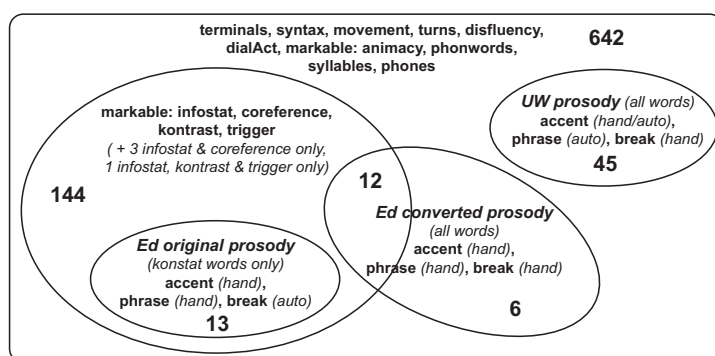 terminals, syntax, movement, turns, disfluency,
dialAct, markable: animacy, phonwords,
syllables, phones
642
markable: infostat, coreference,
kontrast, trigger
( + 3 infostat & coreference only,
1 infostat, kontrast & trigger only)
144
12
UW prosody (all words)
accent (hand/auto),
phrase (auto), break (hand)
45
Ed converted prosody
(all words)
accent (hand),
phrase (hand), break (hand)
6
Ed original prosody
(konstat words only)
accent (hand),
phrase (hand), break (auto)
13